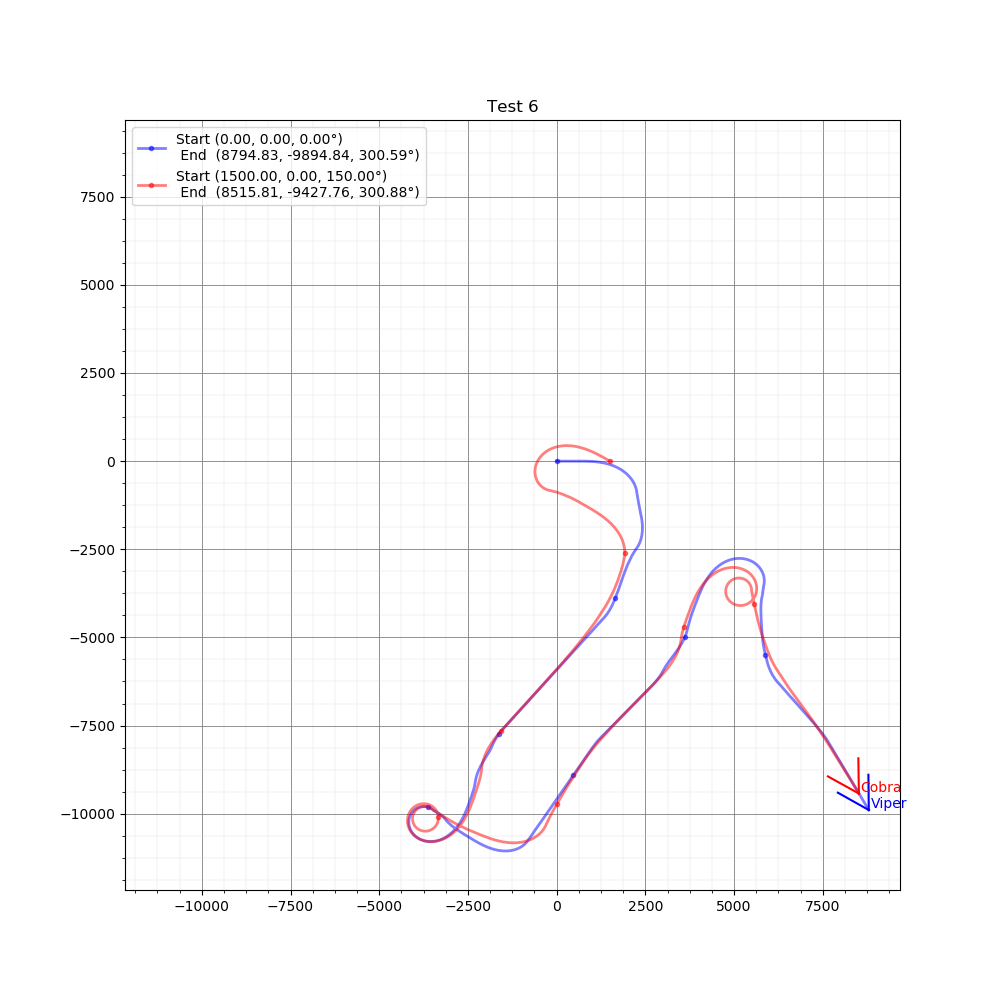 Test 6
Start (0.00, 0.00, 0.00°)
End (8794.83, -9894.84, 300.59°)
Start (1500.00, 0.00, 150.00°)
End (8515.81, -9427.76, 300.88°)
7500
5000
2500
0
−2500
−5000
−7500
−10000
Cobra
Viper
−10000 −7500 −5000 −2500 0 2500 5000 7500